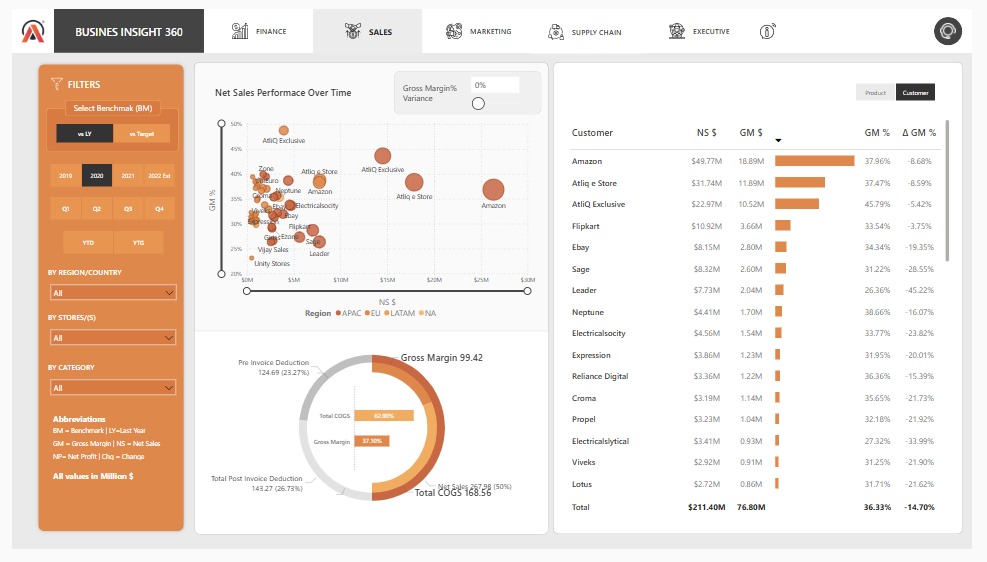 BUSINES INSIGHT 360
FINANCE
SALES
MARKETING
SUPPLY CHAIN
EXECUTIVE
FILTERS
Select Benchmak (BM)
vs LY
vs Target
2019
2020
2021
2022 Est
Q1
Q2
Q3
Q4
YTD
YTG
BY REGION/COUNTRY
All
BY STORES/(S)
All
BY CATEGORY
All
Abbreviations
BM = Benchmark | LY=Last Year
GM = Gross Margin | NS = Net Sales
NP= Net Profit | Chg = Change
All values in Million $
Net Sales Performace Over Time
Gross Margin%
Variance
0%
GM %
50%
45%
40%
35%
30%
25%
20%
AtliQ Exclusive
AtliQ Exclusive
Zone
Atliq e Store
Neptune
Amazon
Atliq e Store
Amazon
Electricalsocity
Ebay
Ebay
Expression
Flipkart
Ezone
Sage
Leader
Vijay Sales
Unity Stores
$0M
$5M
$10M
$15M
$20M
$25M
$30M
NS $
Region APAC EU LATAM NA
Pre Invoice Deduction
124.69 (23.27%)
Gross Margin 99.42
Total COGS
62.90%
Gross Margin
37.10%
Total Post Invoice Deduction
143.27 (26.73%)
Net Sales 267.98 (50%)
Total COGS 168.56
Product
Customer
Customer NS $ GM $ GM % Δ GM %
Amazon $49.77M 18.89M 37.96% -8.68%
Atliq e Store $31.74M 11.89M 37.47% -8.59%
AtliQ Exclusive $22.97M 10.52M 45.79% -5.42%
Flipkart $10.92M 3.66M 33.54% -3.75%
Ebay $8.15M 2.80M 34.34% -19.35%
Sage $8.32M 2.60M 31.22% -28.55%
Leader $7.73M 2.04M 26.36% -45.22%
Neptune $4.41M 1.70M 38.66% -16.07%
Electricalsocity $4.56M 1.54M 33.77% -23.82%
Expression $3.86M 1.23M 31.95% -20.01%
Reliance Digital $3.36M 1.22M 36.36% -15.39%
Croma $3.19M 1.14M 35.65% -21.73%
Propel $3.23M 1.04M 32.18% -21.92%
Electricalslytical $3.41M 0.93M 27.32% -33.99%
Viveks $2.92M 0.91M 31.25% -21.90%
Lotus $2.72M 0.86M 31.71% -21.62%
Total $211.40M 76.80M 36.33% -14.70%